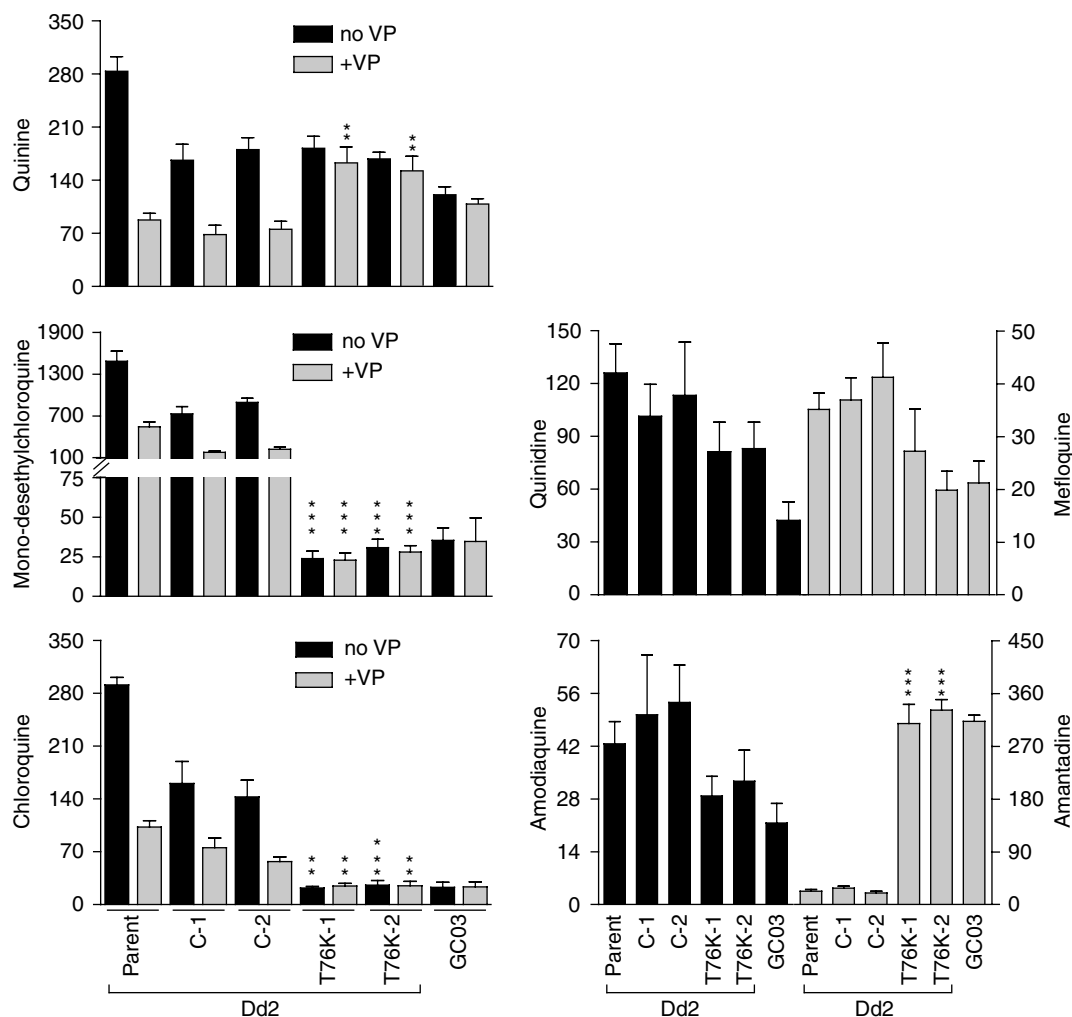 350
280
210
140
70
0
Quinine
no VP
+VP
**
**
1900
1300
700
100
75
50
25
0
Mono-desethylchloroquine
no VP
+VP
***
***
***
***
350
280
210
140
70
0
Chloroquine
no VP
+VP
**
**
***
**
Parent
C-1
C-2
T76K-1
T76K-2
GC03
Dd2
150
120
90
60
30
0
Quinidine
50
40
30
20
10
0
Mefloquine
70
56
42
28
14
0
Amodiaquine
***
***
450
360
270
180
90
0
Amantadine
Parent
C-1
C-2
T76K-1
T76K-2
GC03
Parent
C-1
C-2
T76K-1
T76K-2
GC03
Dd2
Dd2